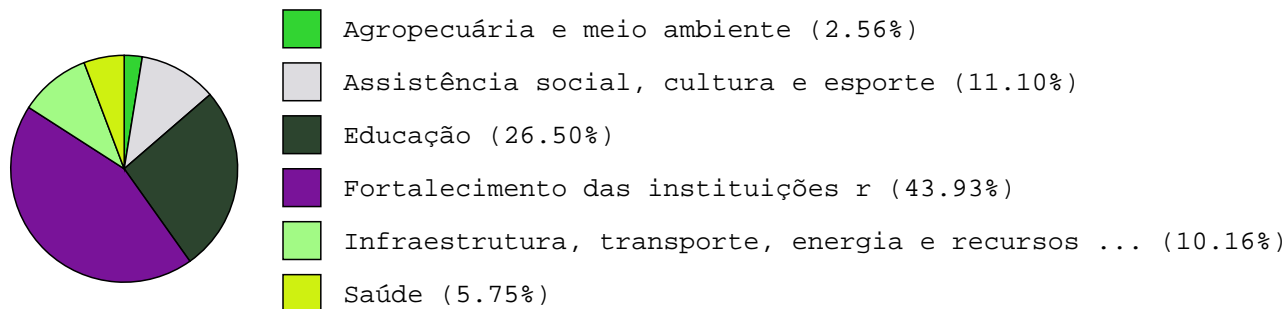 Agropecuária e meio ambiente (2.56%)
Assistência social, cultura e esporte (11.10%)
Educação (26.50%)
Fortalecimento das instituições r (43.93%)
Infraestrutura, transporte, energia e recursos ... (10.16%)
Saúde (5.75%)